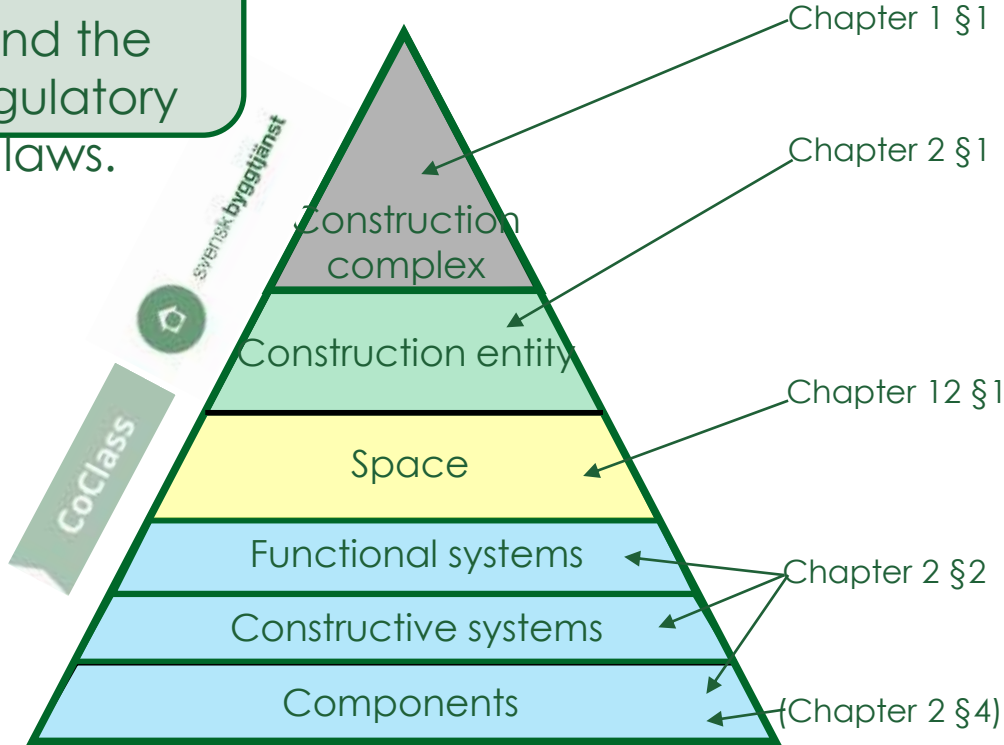 nd the
gulatory
laws.
Chapter 1 §1
svensk byggtjänst
Chapter 2 §1
Construction
complex
Construction entity
Chapter 12 §1
CoClass
Space
Functional systems
Chapter 2 §2
Constructive systems
Components
(Chapter 2 §4)